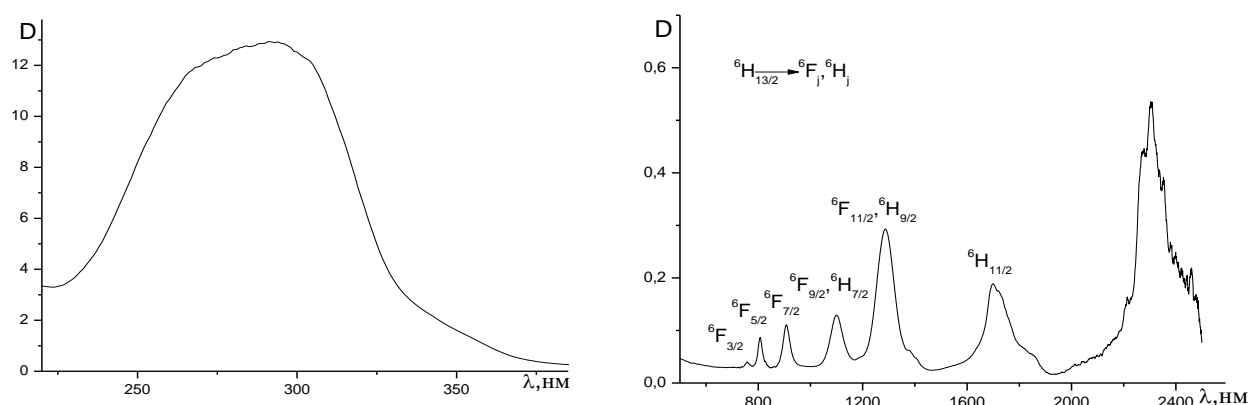 D
12
10
8
6
4
2
0
250
300
350
λ,нм
D
0,6
0,4
0,2
0,0
⁶H₁₃/₂ → ⁶Fⱼ,⁶Hⱼ
⁶F₃/₂
⁶F₅/₂
⁶F₇/₂
⁶F₉/₂,⁶H₇/₂
⁶F₁₁/₂,⁶H₉/₂
⁶H₁₁/₂
800
1200
1600
2000
2400
λ,нм